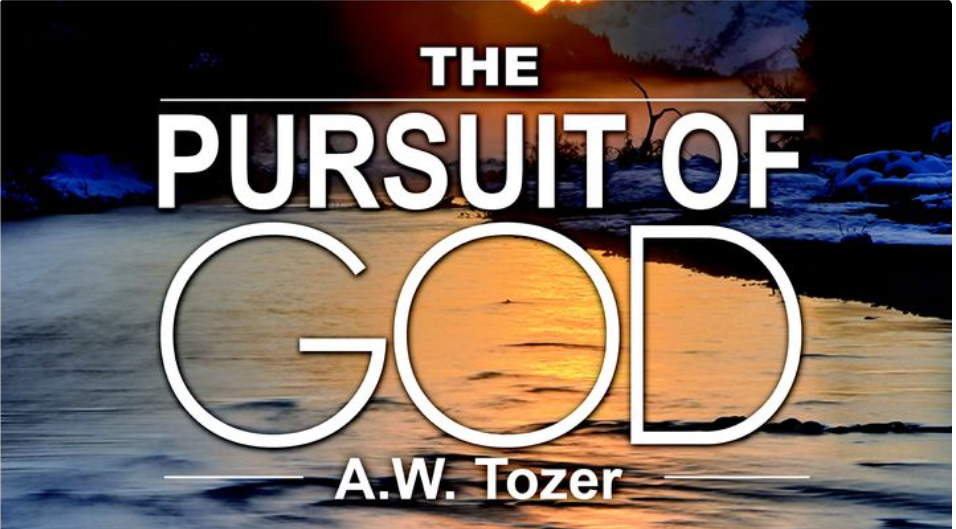 THE
PURSUIT OF
GOD
A.W. Tozer